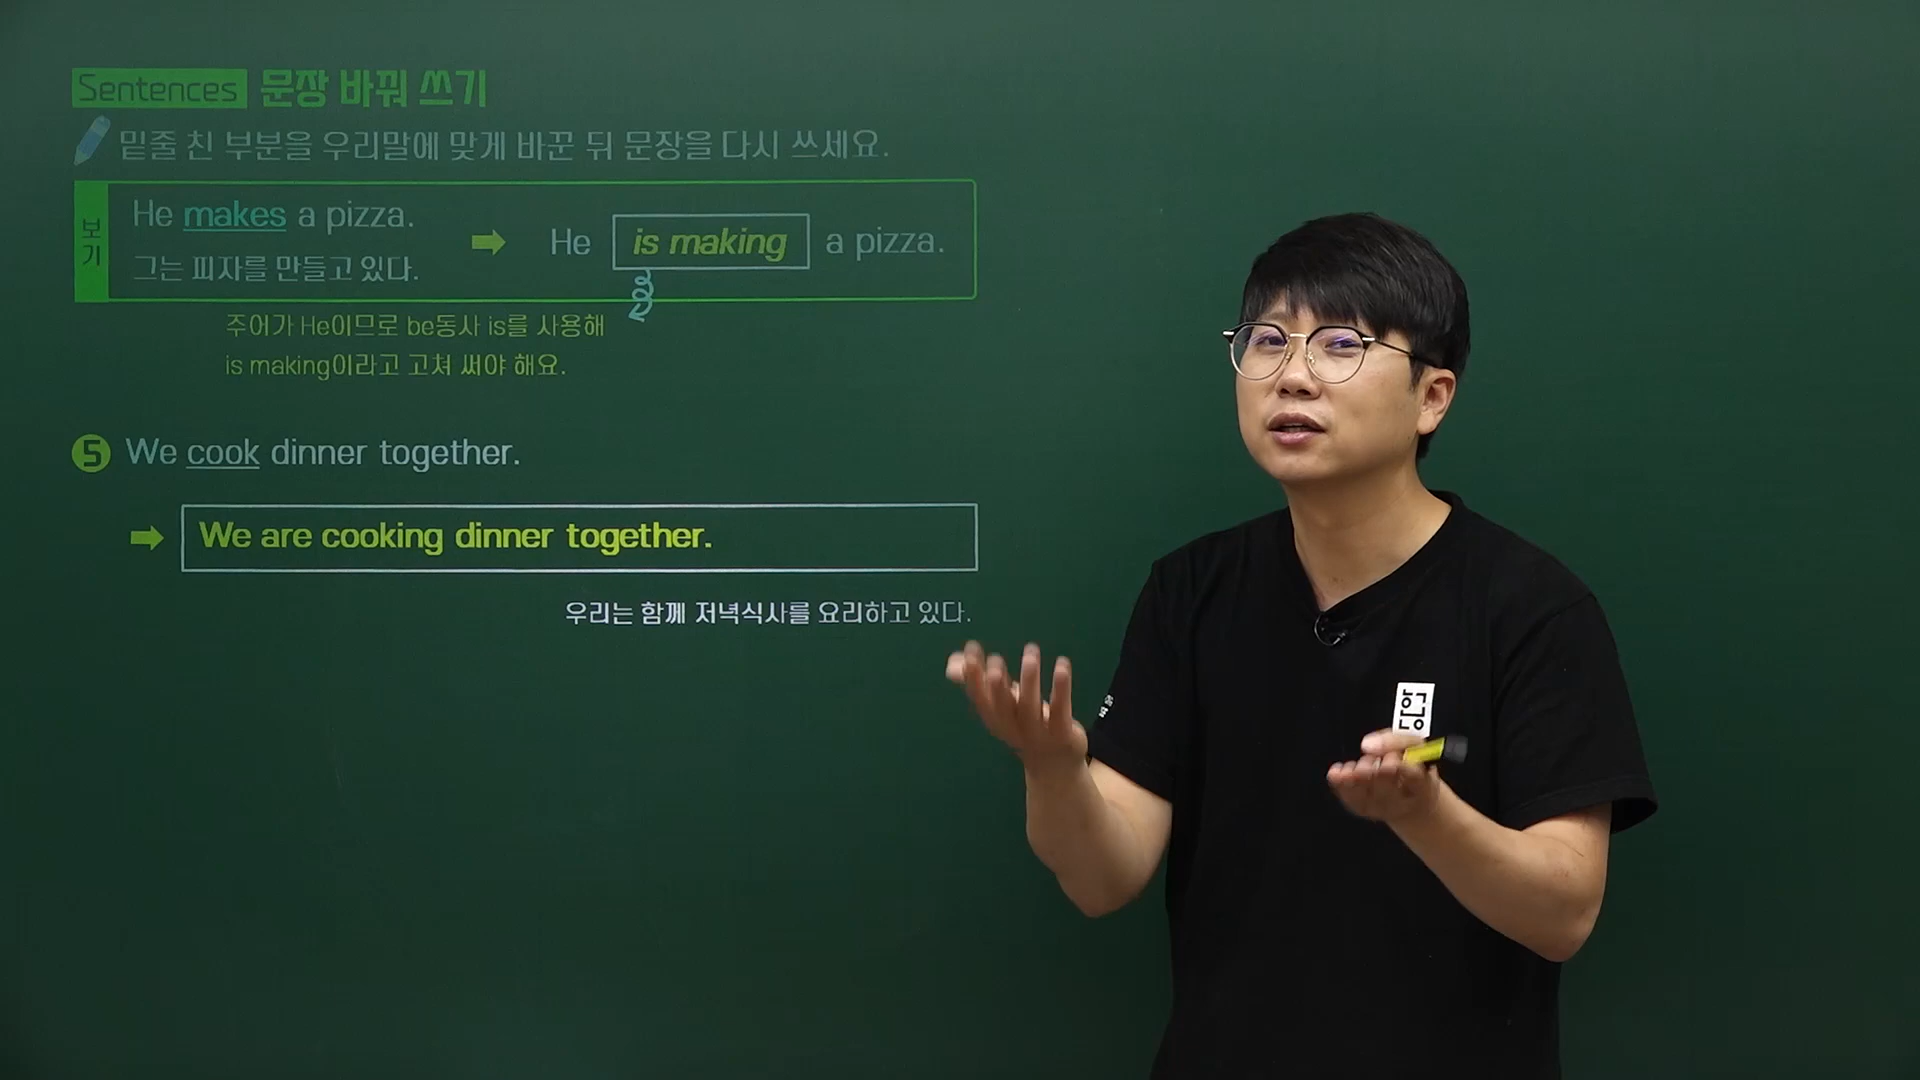 Sentences 문장 바꿔 쓰기
밑줄 친 부분을 우리말에 맞게 바꾼 뒤 문장을 다시 쓰세요.
보기
He makes a pizza.
그는 피자를 만들고 있다.
He is making a pizza.
주어가 He이므로 be동사 is를 사용해
is making이라고 고쳐 써야 해요.
5 We cook dinner together.
We are cooking dinner together.
우리는 함께 저녁식사를 요리하고 있다.